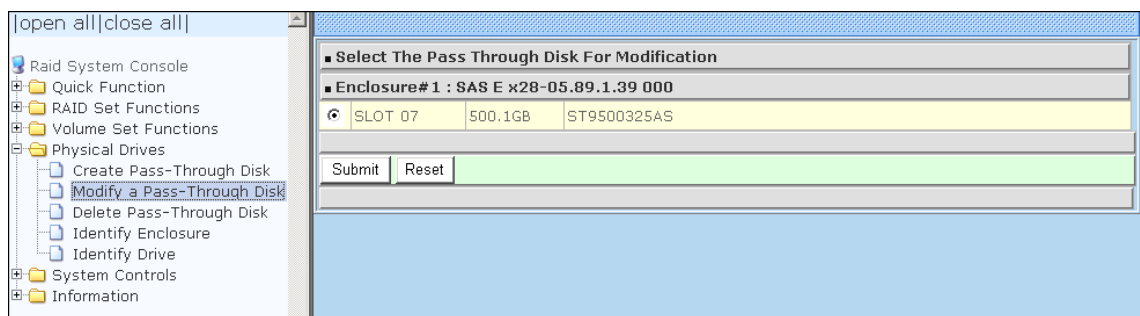 |open all|close all|
Raid System Console
Quick Function
RAID Set Functions
Volume Set Functions
Physical Drives
Create Pass-Through Disk
Modify a Pass-Through Disk
Delete Pass-Through Disk
Identify Enclosure
Identify Drive
System Controls
Information
Select The Pass Through Disk For Modification
Enclosure#1 : SAS E x28-05.89.1.39 000
SLOT 07 500.1GB ST9500325AS
Submit Reset